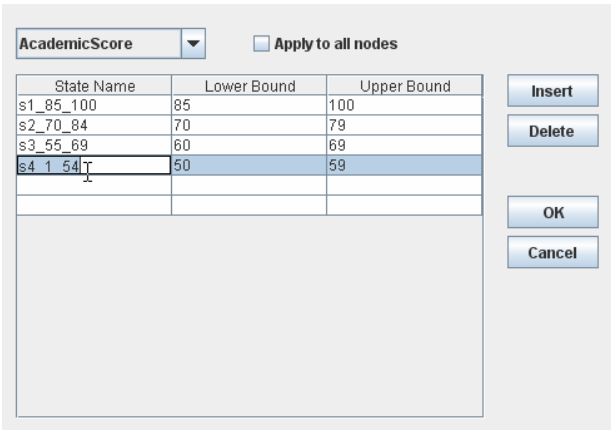 AcademicScore Apply to all nodes
State Name Lower Bound Upper Bound
s1_85_100 85 100
s2_70_84 70 79
s3_55_69 60 69
s4_1_54 50 59
Insert
Delete
OK
Cancel